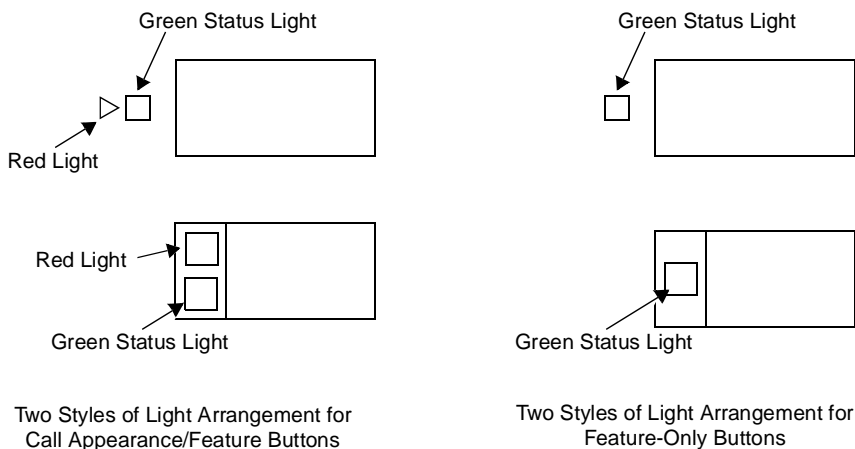 Green Status Light
Red Light
Red Light
Green Status Light
Two Styles of Light Arrangement for
Call Appearance/Feature Buttons
Green Status Light
Green Status Light
Two Styles of Light Arrangement for
Feature-Only Buttons